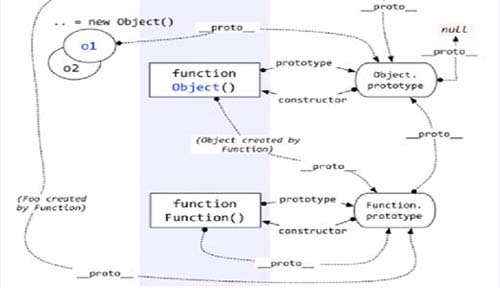 __proto__
__proto__
.. = new Object()
null
__proto__
__proto__
o1
o2
function
Object()
prototype
constructor
Object.
prototype
(Object created by
Function)
__proto__
__proto__
(Foo created
by Function)
function
Function()
prototype
constructor
Function.
prototype
__proto__
__proto__